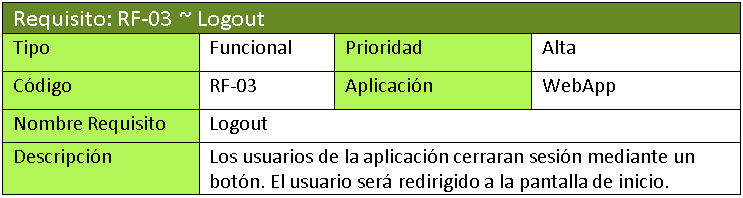 Requisito: RF-03 ~ Logout
Tipo Funcional Prioridad Alta
Código RF-03 Aplicación WebApp
Nombre Requisito Logout
Descripción Los usuarios de la aplicación cerraran sesión mediante un
botón. El usuario será redirigido a la pantalla de inicio.